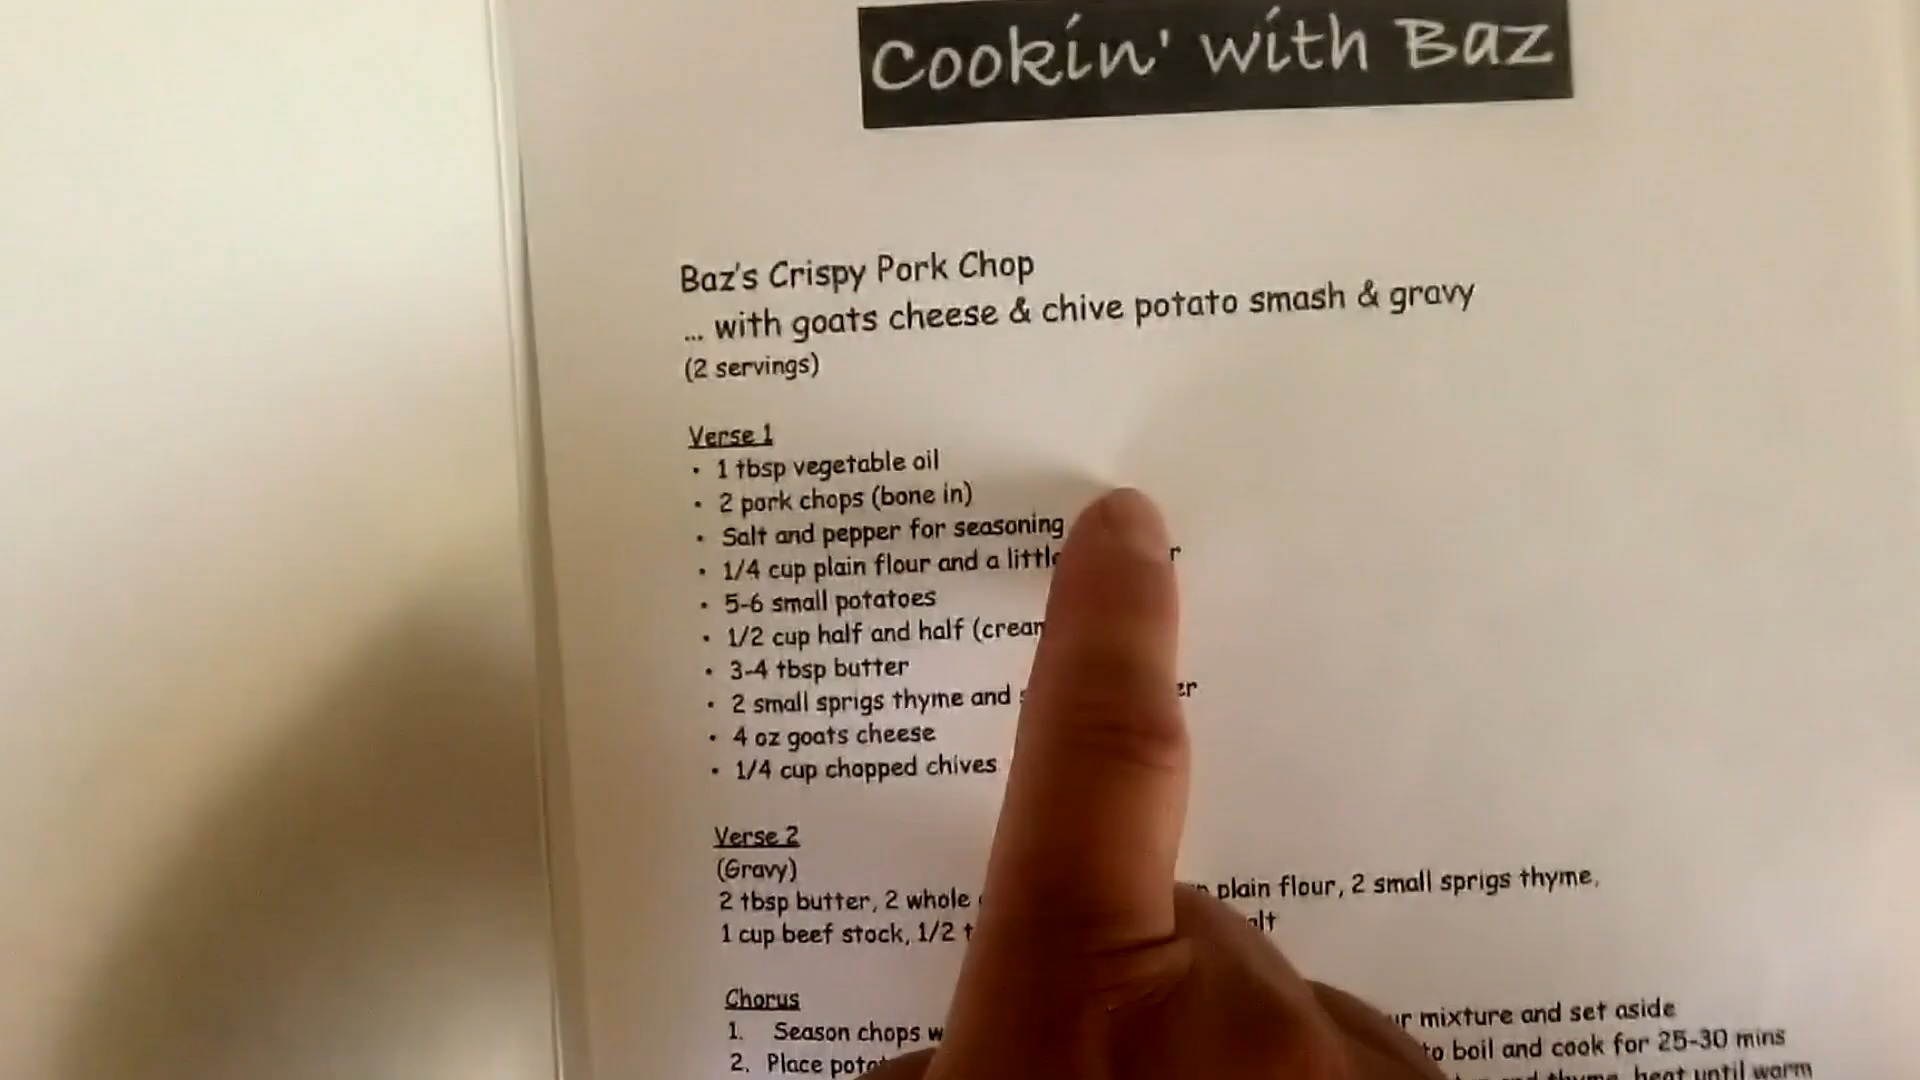 Cookin' with Baz
Baz's Crispy Pork Chop
... with goats cheese & chive potato smash & gravy
(2 servings)
Verse 1
• 1 tbsp vegetable oil
• 2 pork chops (bone in)
• Salt and pepper for seasoning
• 1/4 cup plain flour and a little
• 5-6 small potatoes
• 1/2 cup half and half
• 3-4 tbsp butter
• 2 small sprigs thyme and
• 4 oz goats cheese
• 1/4 cup chopped chives
Verse 2
(Gravy)
2 tbsp butter, 2 whole plain flour, 2 small sprigs thyme,
1 cup beef stock, 1/2
Chorus
1. Season chops mixture and set aside
2. Place to boil and cook for 25-30 mins
thyme, heat until warm